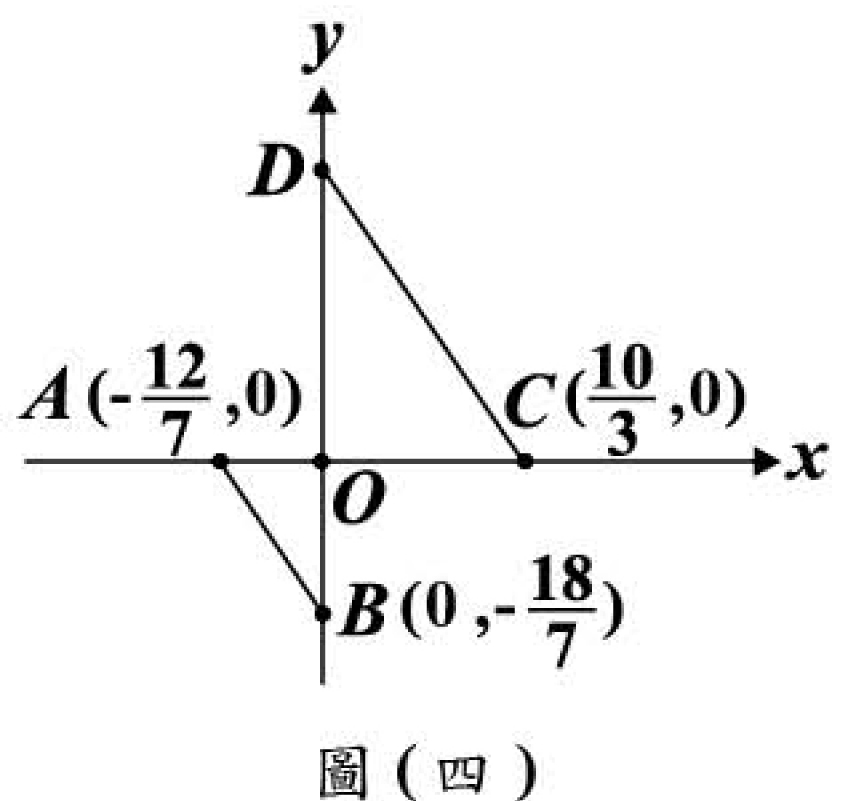 y
D
A(-12/7 ,0)
C(10/3 ,0)
x
O
B(0 ,-18/7)
圖(四)